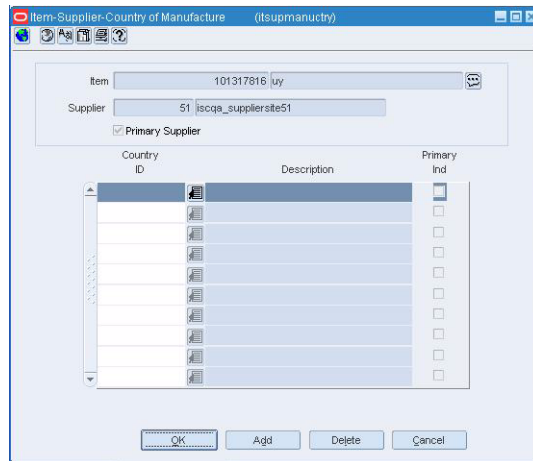 Item-Supplier-Country of Manufacture (itsupmanuctry)
Item 101317816 uy
Supplier 51 iscqa_suppliersite51
Primary Supplier
Country ID Description Primary Ind
OK Add Delete Cancel